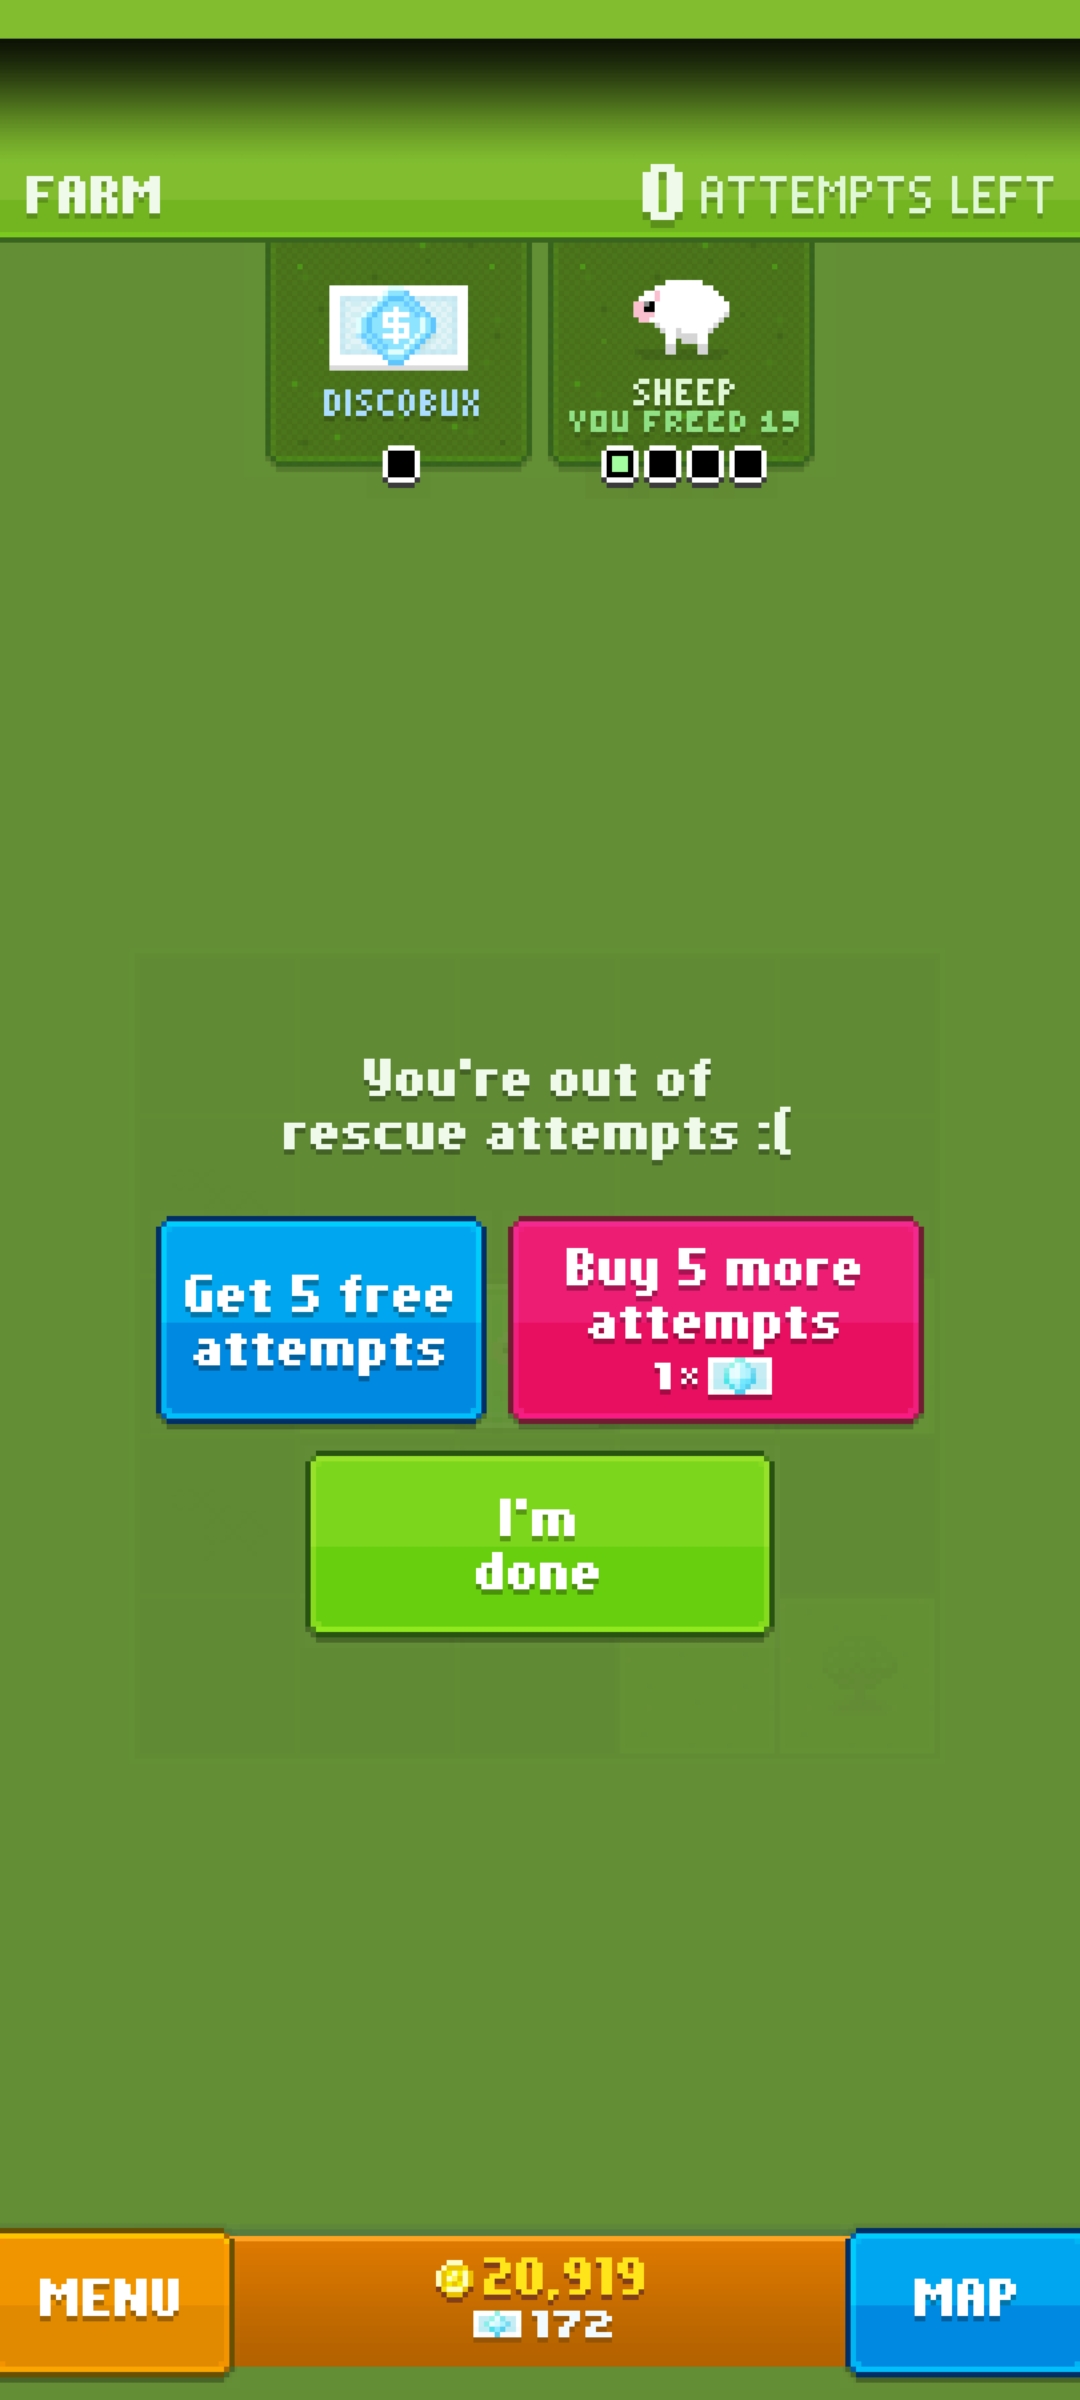 FARM
0 ATTEMPTS LEFT
$
DISCOBUX
SHEEP
YOU FREED 19
You're out of
rescue attempts :(
Get 5 free
attempts
Buy 5 more
attempts
1×
I'm
done
MENU
20,919
172
MAP